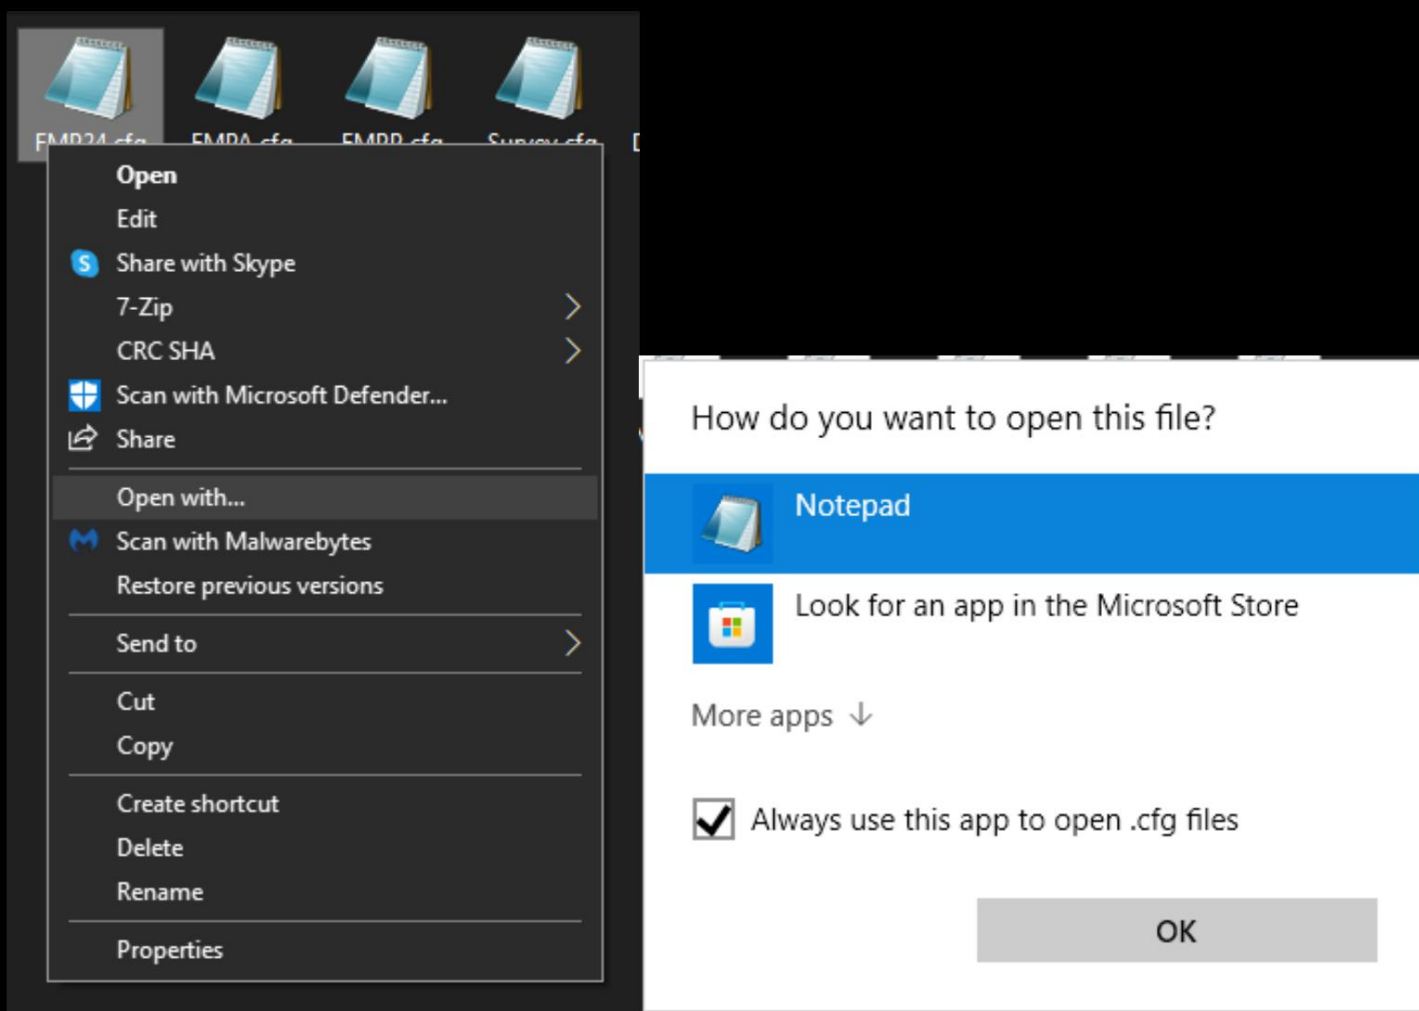 Open
Edit
Share with Skype
7-Zip
CRC SHA
Scan with Microsoft Defender...
Share
Open with...
Scan with Malwarebytes
Restore previous versions
Send to
Cut
Copy
Create shortcut
Delete
Rename
Properties
How do you want to open this file?
Notepad
Look for an app in the Microsoft Store
More apps
Always use this app to open .cfg files
OK